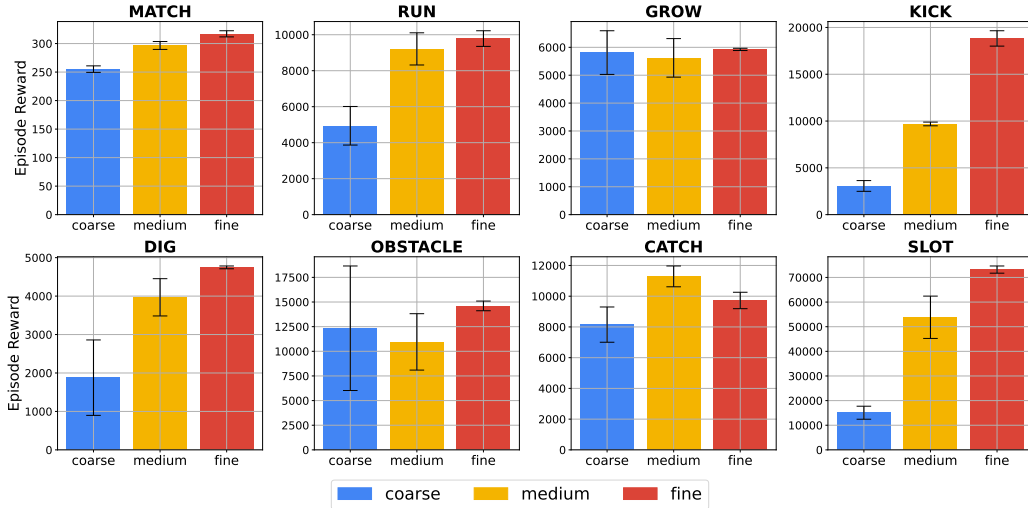 MATCH
RUN
GROW
KICK
Episode Reward
300
250
200
150
100
50
0
coarse medium fine
10000
8000
6000
4000
2000
0
coarse medium fine
6000
5000
4000
3000
2000
1000
0
coarse medium fine
20000
15000
10000
5000
0
coarse medium fine
DIG
OBSTACLE
CATCH
SLOT
Episode Reward
5000
4000
3000
2000
1000
0
coarse medium fine
17500
15000
12500
10000
7500
5000
2500
0
coarse medium fine
12000
10000
8000
6000
4000
2000
0
coarse medium fine
70000
60000
50000
40000
30000
20000
10000
0
coarse medium fine
coarse medium fine